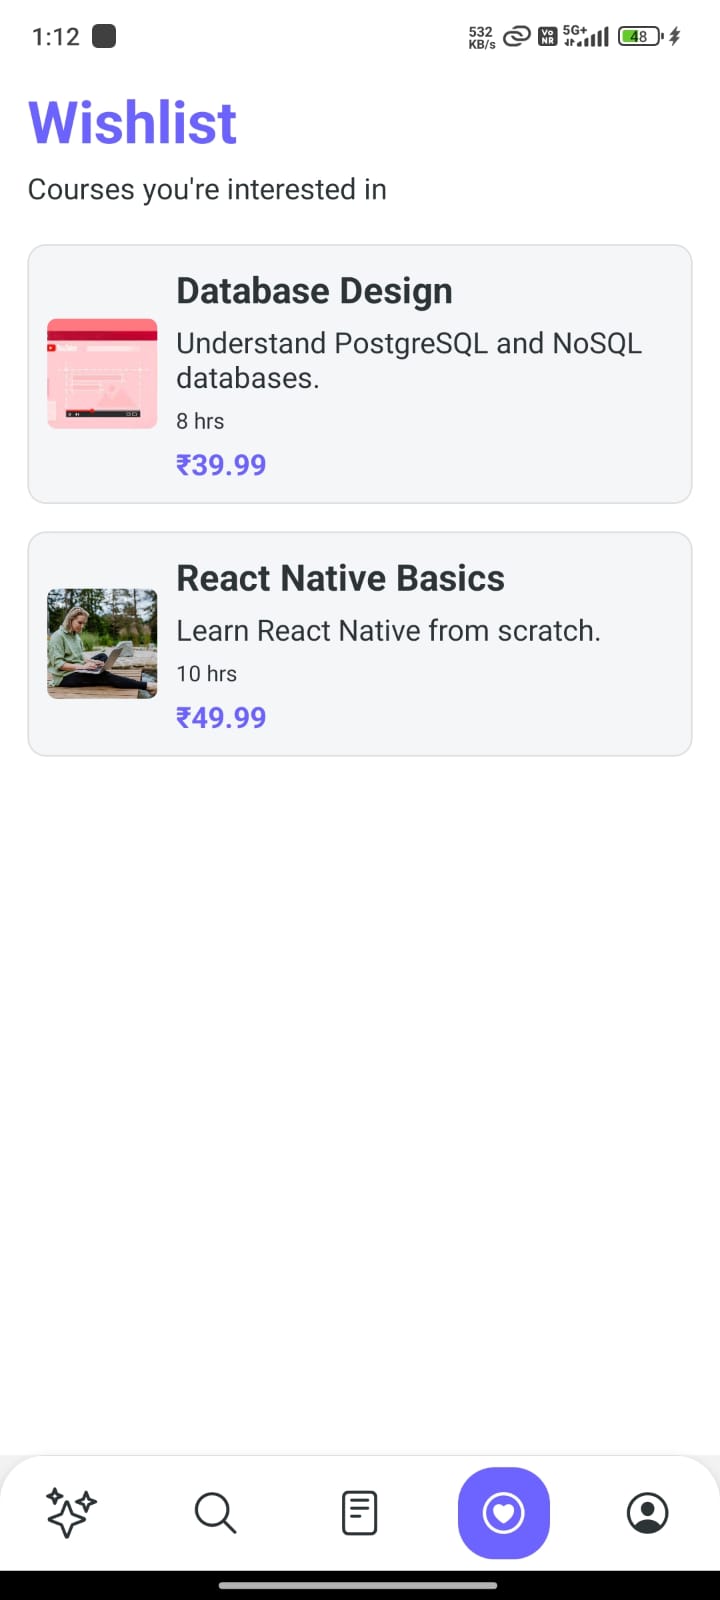 1:12
532
KB/s
Vo
NR
5G+
48
Wishlist
Courses you're interested in
Database Design
Understand PostgreSQL and NoSQL
databases.
8 hrs
₹39.99
React Native Basics
Learn React Native from scratch.
10 hrs
₹49.99